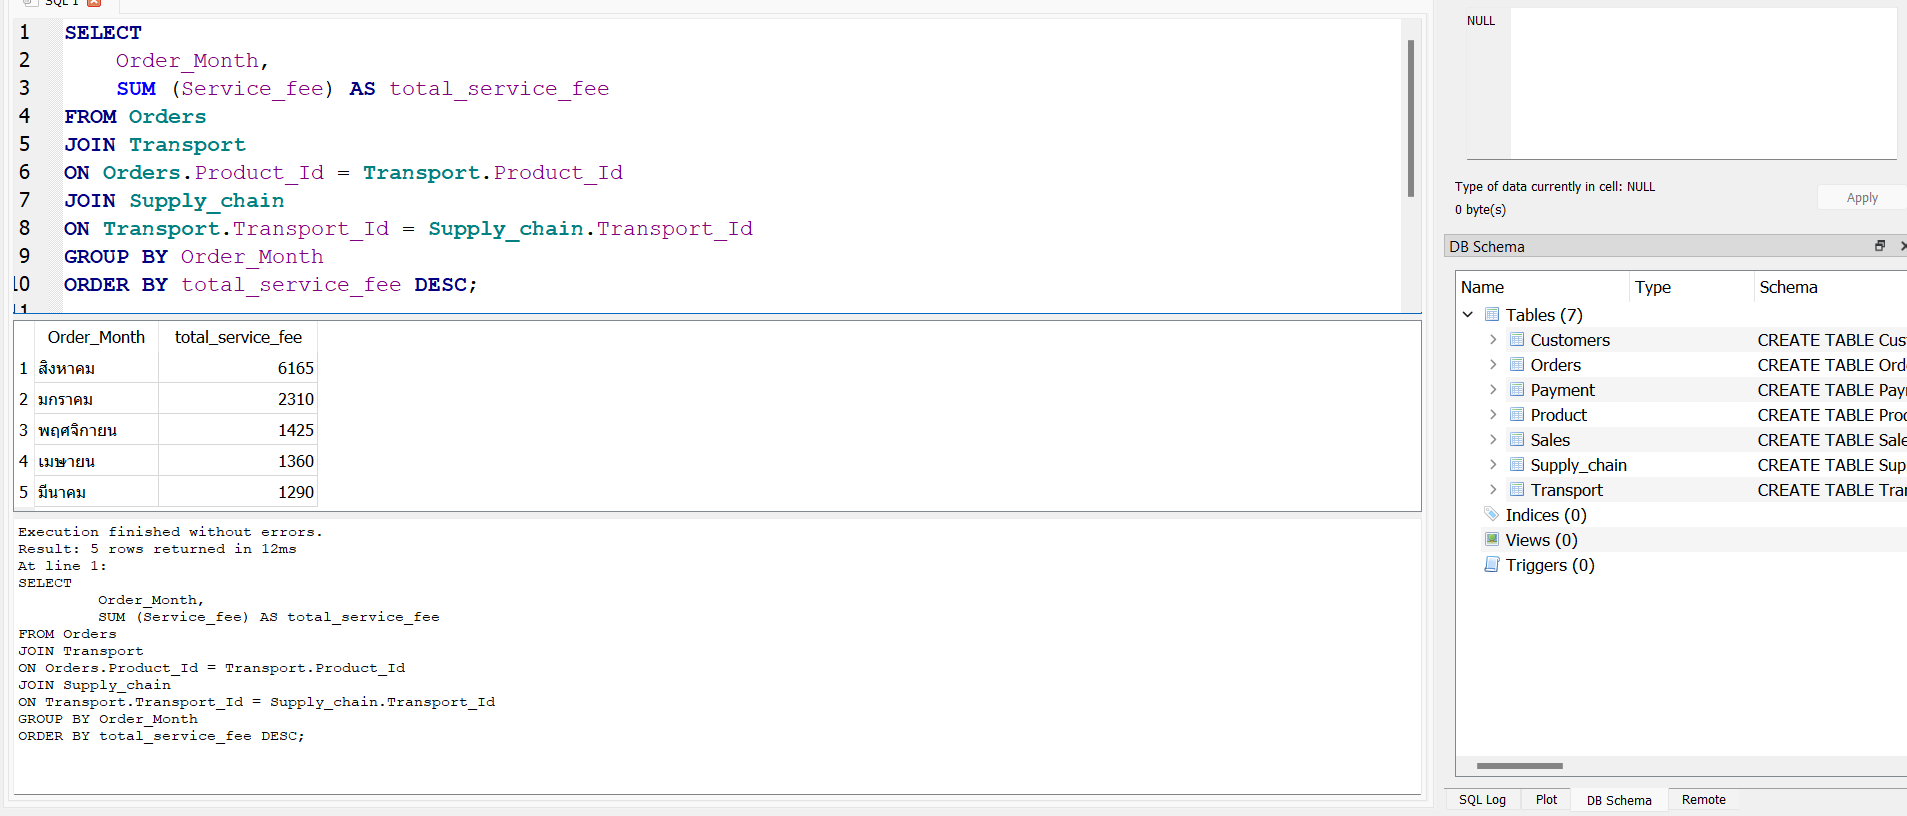 SQL 1
1 SELECT
2 Order_Month,
3 SUM (Service_fee) AS total_service_fee
4 FROM Orders
5 JOIN Transport
6 ON Orders.Product_Id = Transport.Product_Id
7 JOIN Supply_chain
8 ON Transport.Transport_Id = Supply_chain.Transport_Id
9 GROUP BY Order_Month
10 ORDER BY total_service_fee DESC;
11
Order_Month total_service_fee
1 สิงหาคม 6165
2 มกราคม 2310
3 พฤศจิกายน 1425
4 เมษายน 1360
5 มีนาคม 1290
Execution finished without errors.
Result: 5 rows returned in 12ms
At line 1:
SELECT
Order_Month,
SUM (Service_fee) AS total_service_fee
FROM Orders
JOIN Transport
ON Orders.Product_Id = Transport.Product_Id
JOIN Supply_chain
ON Transport.Transport_Id = Supply_chain.Transport_Id
GROUP BY Order_Month
ORDER BY total_service_fee DESC;
NULL
Type of data currently in cell: NULL
0 byte(s)
Apply
DB Schema
Name Type Schema
Tables (7)
Customers CREATE TABLE Cus
Orders CREATE TABLE Ord
Payment CREATE TABLE Pay
Product CREATE TABLE Proc
Sales CREATE TABLE Sale
Supply_chain CREATE TABLE Sup
Transport CREATE TABLE Tra
Indices (0)
Views (0)
Triggers (0)
SQL Log Plot DB Schema Remote